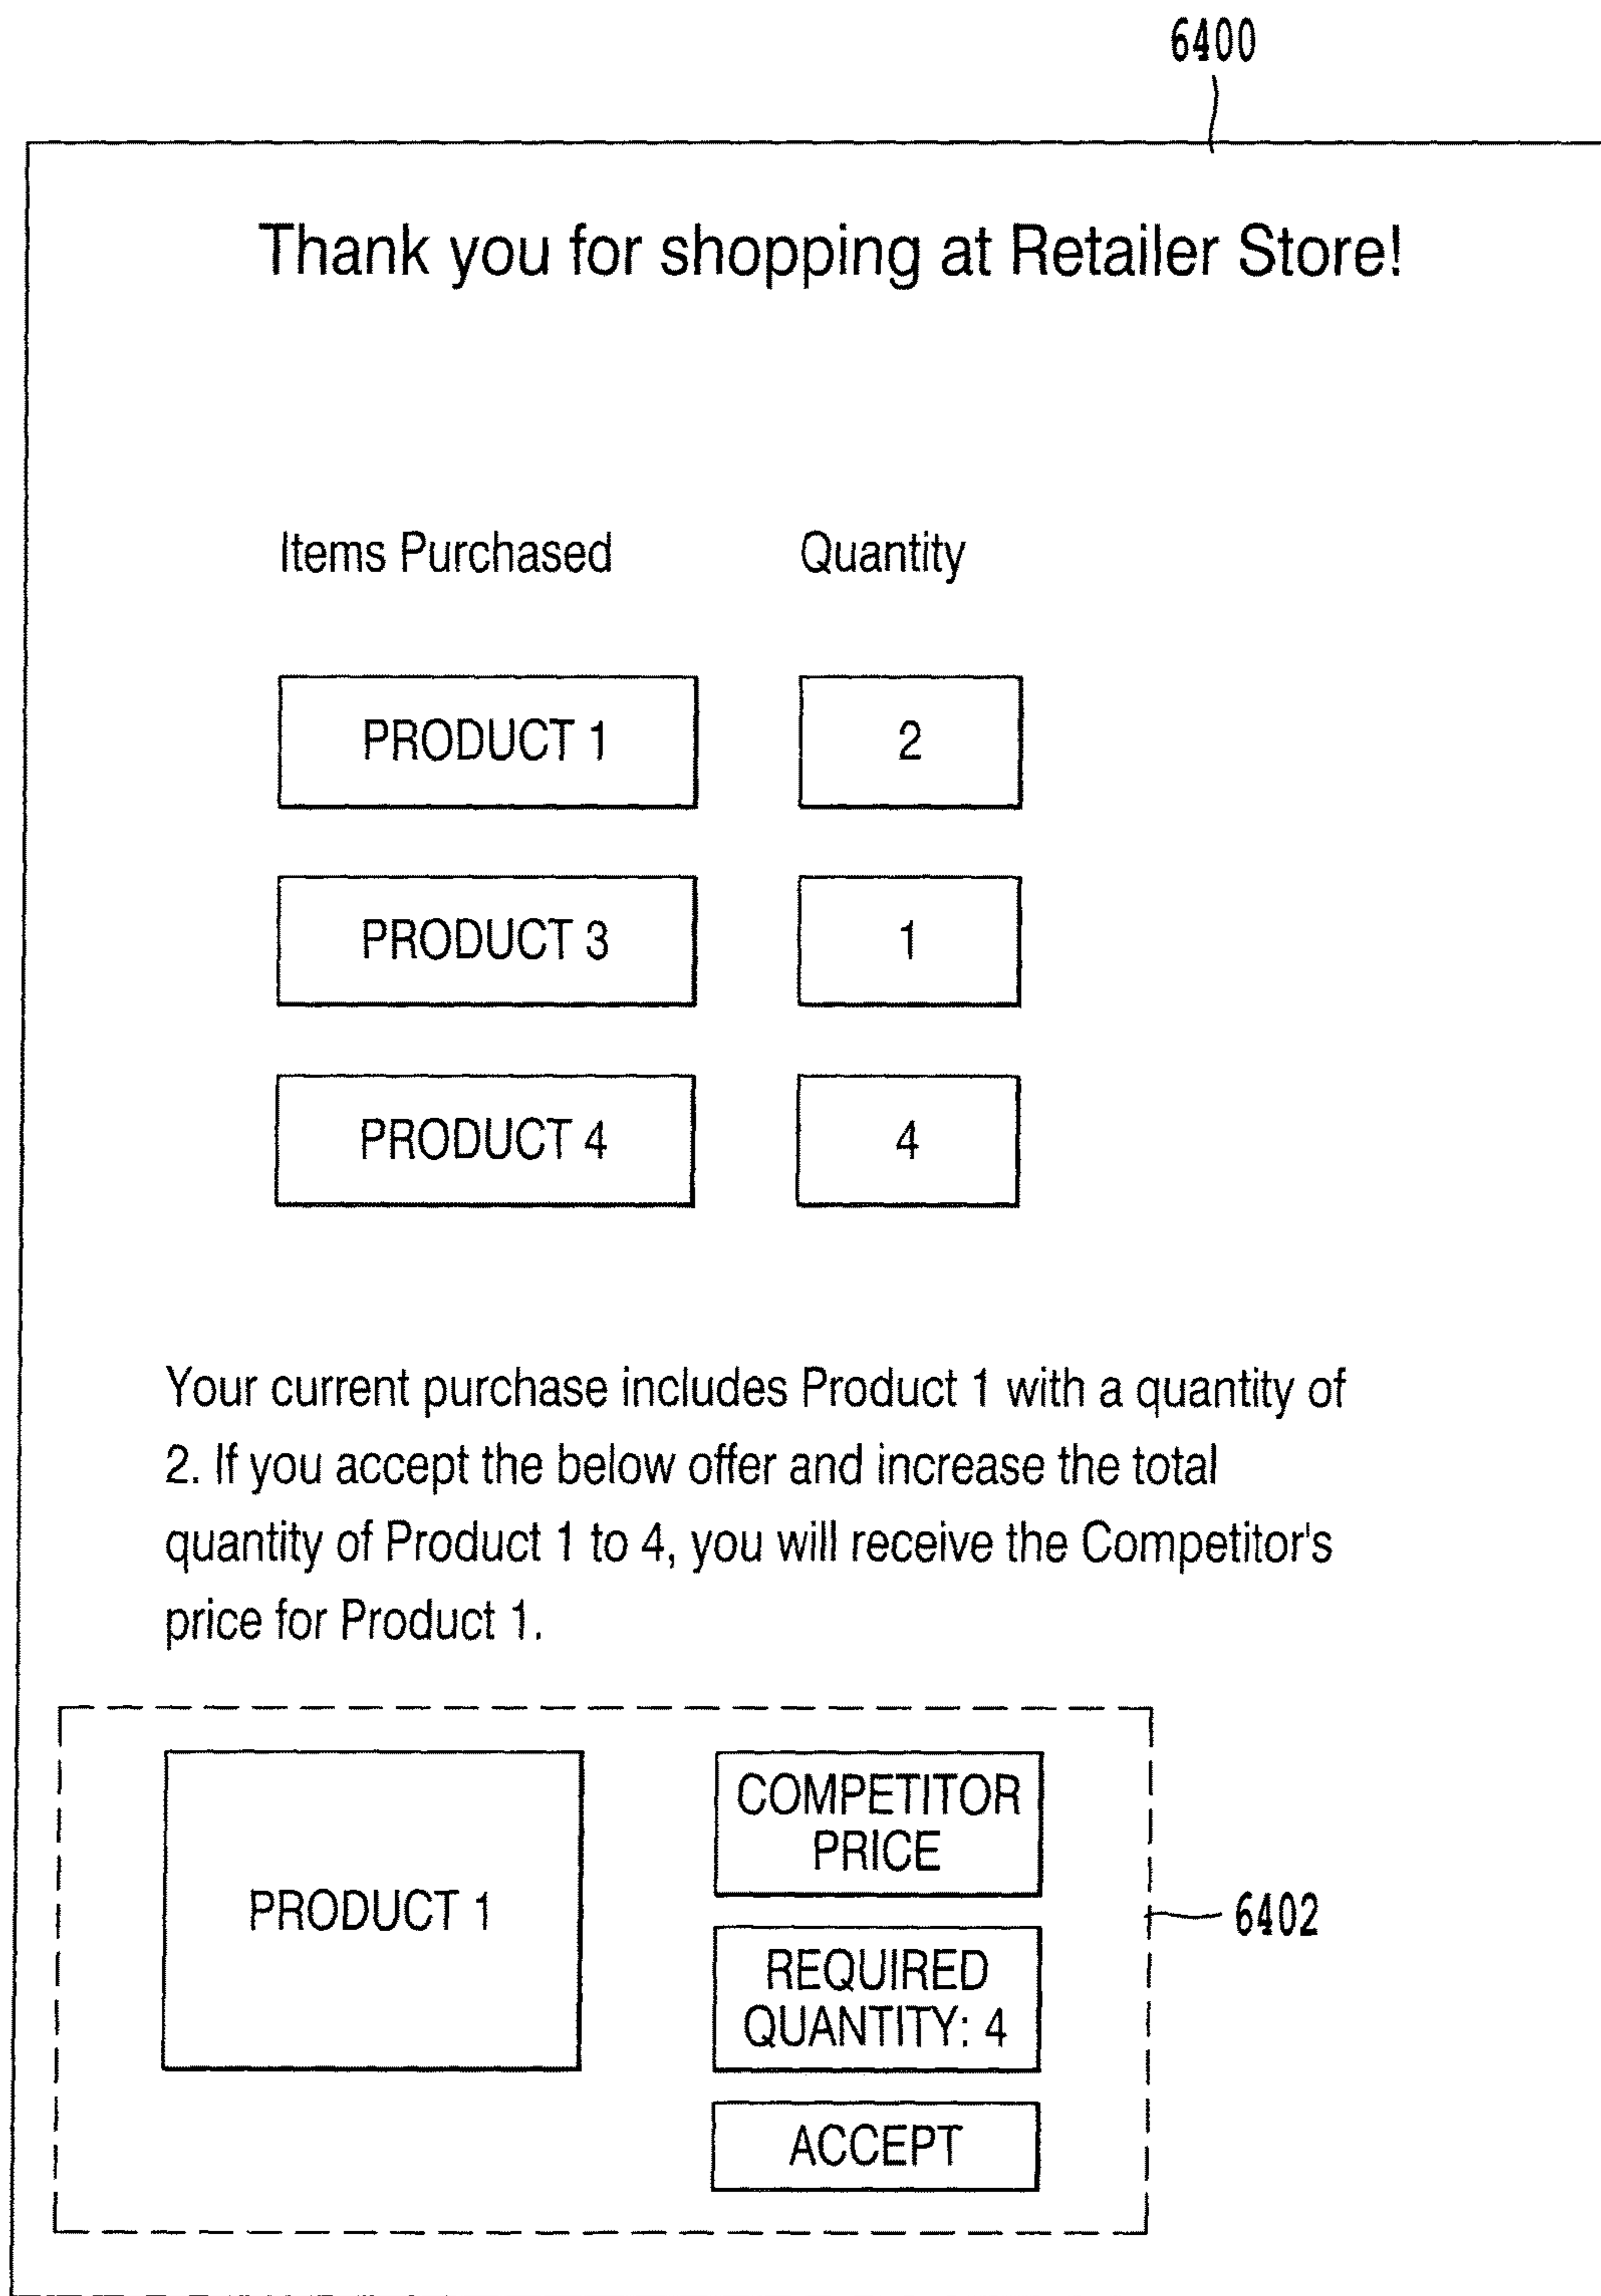 6400
Thank you for shopping at Retailer Store!
Items Purchased Quantity
PRODUCT 1 2
PRODUCT 3 1
PRODUCT 4 4
Your current purchase includes Product 1 with a quantity of
2. If you accept the below offer and increase the total
quantity of Product 1 to 4, you will receive the Competitor's
price for Product 1.
COMPETITOR
PRICE
PRODUCT 1
6402
REQUIRED
QUANTITY: 4
ACCEPT